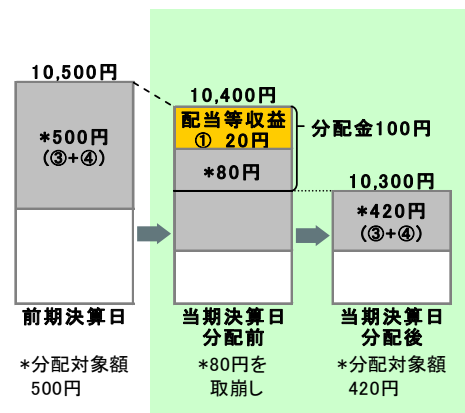 10,500円
*500円
(③+④)
前期決算日
*分配対象額
500円
10,400円
配当等収益
① 20円
*80円
分配金100円
当期決算日
分配前
*80円を
取崩し
10,300円
*420円
(③+④)
当期決算日
分配後
*分配対象額
420円